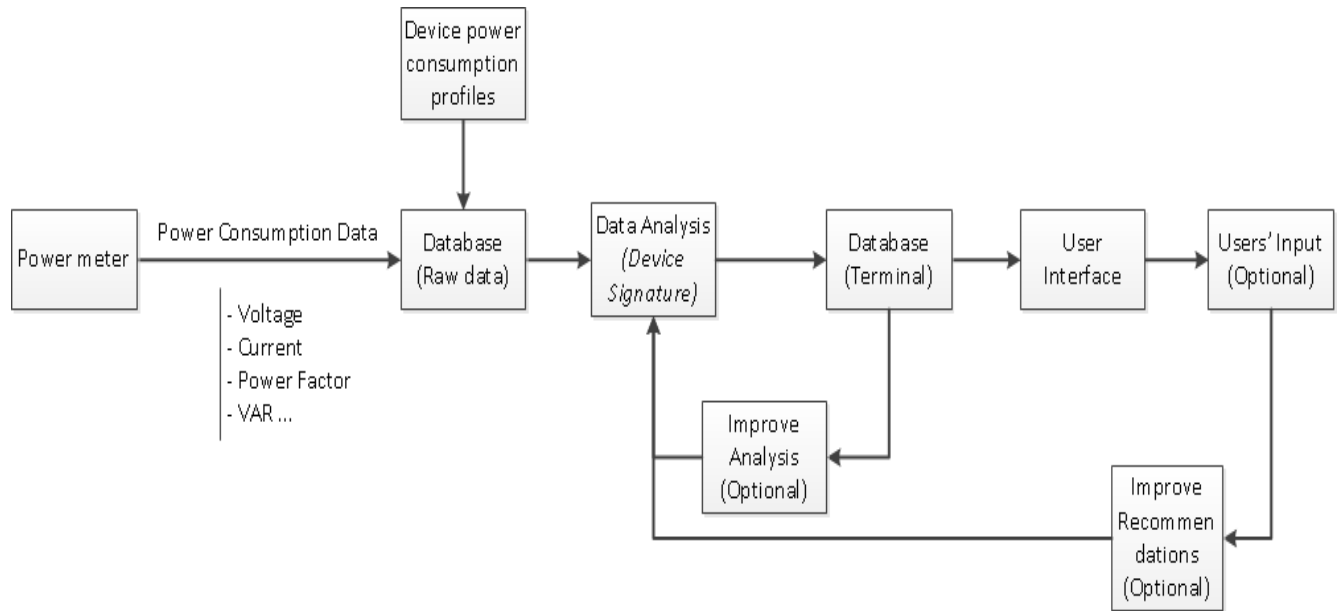 Device power
consumption
profiles
Power meter
Power Consumption Data
- Voltage
- Current
- Power Factor
- VAR ...
Database
(Raw data)
Data Analysis
(Device
Signature)
Database
(Terminal)
User
Interface
Users' Input
(Optional)
Improve
Analysis
(Optional)
Improve
Recommen
dations
(Optional)